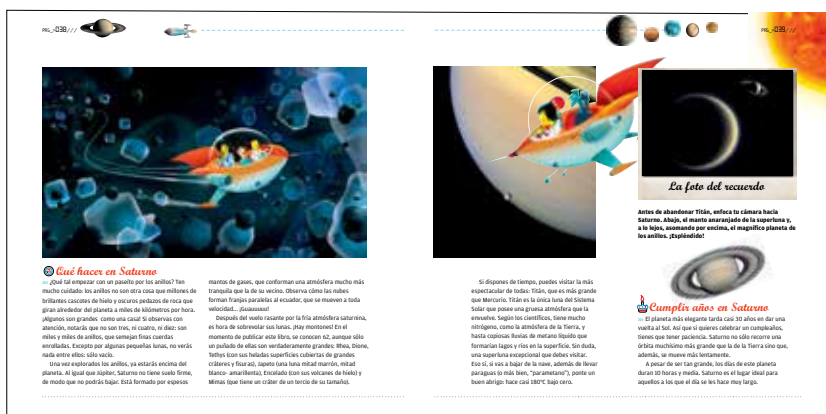 PÁG_>038///
PÁG_>039///
Qué hacer en Saturno
>> ¿Qué tal empezar con un paseíto por los anillos? Ten
mucho cuidado: los anillos no son otra cosa que millones de
brillantes cascotes de hielo y oscuros pedazos de roca que
giran alrededor del planeta a miles de kilómetros por hora.
¡Algunos son grandes como una casa! Si observas con
atención, notarás que no son tres, ni cuatro, ni diez: son
miles y miles de anillos, que semejan finas cuerdas
enrolladas. Excepto por algunas pequeñas lunas, no verás
nada entre ellos: sólo vacío.
Una vez explorados los anillos, ya estarás encima del
planeta. Al igual que Júpiter, Saturno no tiene suelo firme,
de modo que no podrás bajar. Está formado por espesos
mantos de gases, que conforman una atmósfera mucho más
tranquila que la de su vecino. Observa cómo las nubes
forman franjas paralelas al ecuador, que se mueven a toda
velocidad... ¡Guauuuuu!
Después del vuelo rasante por la fría atmósfera saturnina,
es hora de sobrevolar sus lunas. ¡Hay montones! En el
momento de publicar este libro, se conocen 62, aunque sólo
un puñado de ellas son verdaderamente grandes: Rhea, Dione,
Tethys (con sus heladas superficies cubiertas de grandes
cráteres y fisuras), Japeto (una luna mitad marrón, mitad
blanco- amarillenta), Encelado (con sus volcanes de hielo) y
Mimas (que tiene un cráter de un tercio de su tamaño).
Si dispones de tiempo, puedes visitar la más
espectacular de todas: Titán, que es más grande
que Mercurio. Titán es la única luna del Sistema
Solar que posee una gruesa atmósfera que la
envuelve. Según los científicos, tiene mucho
nitrógeno, como la atmósfera de la Tierra, y
hasta copiosas lluvias de metano líquido que
formarían lagos y ríos en la superficie. Sin duda,
una superluna excepcional que debes visitar.
Eso sí, si vas a bajar de la nave, además de llevar
paraguas (o más bien, "parametano"), ponte un
buen abrigo: hace casi 180°C bajo cero.
La foto del recuerdo
Antes de abandonar Titán, enfoca tu cámara hacia
Saturno. Abajo, el manto anaranjado de la superluna y,
a lo lejos, asomando por encima, el magnífico planeta de
los anillos. ¡Espléndido!
Cumplir años en Saturno
>> El planeta más elegante tarda casi 30 años en dar una
vuelta al Sol. Así que si quieres celebrar un cumpleaños,
tienes que tener paciencia. Saturno no sólo recorre una
órbita muchísimo más grande que la de la Tierra sino que,
además, se mueve más lentamente.
A pesar de ser tan grande, los días de este planeta
duran 10 horas y media. Saturno es el lugar ideal para
aquellos a los que el día se les hace muy largo.